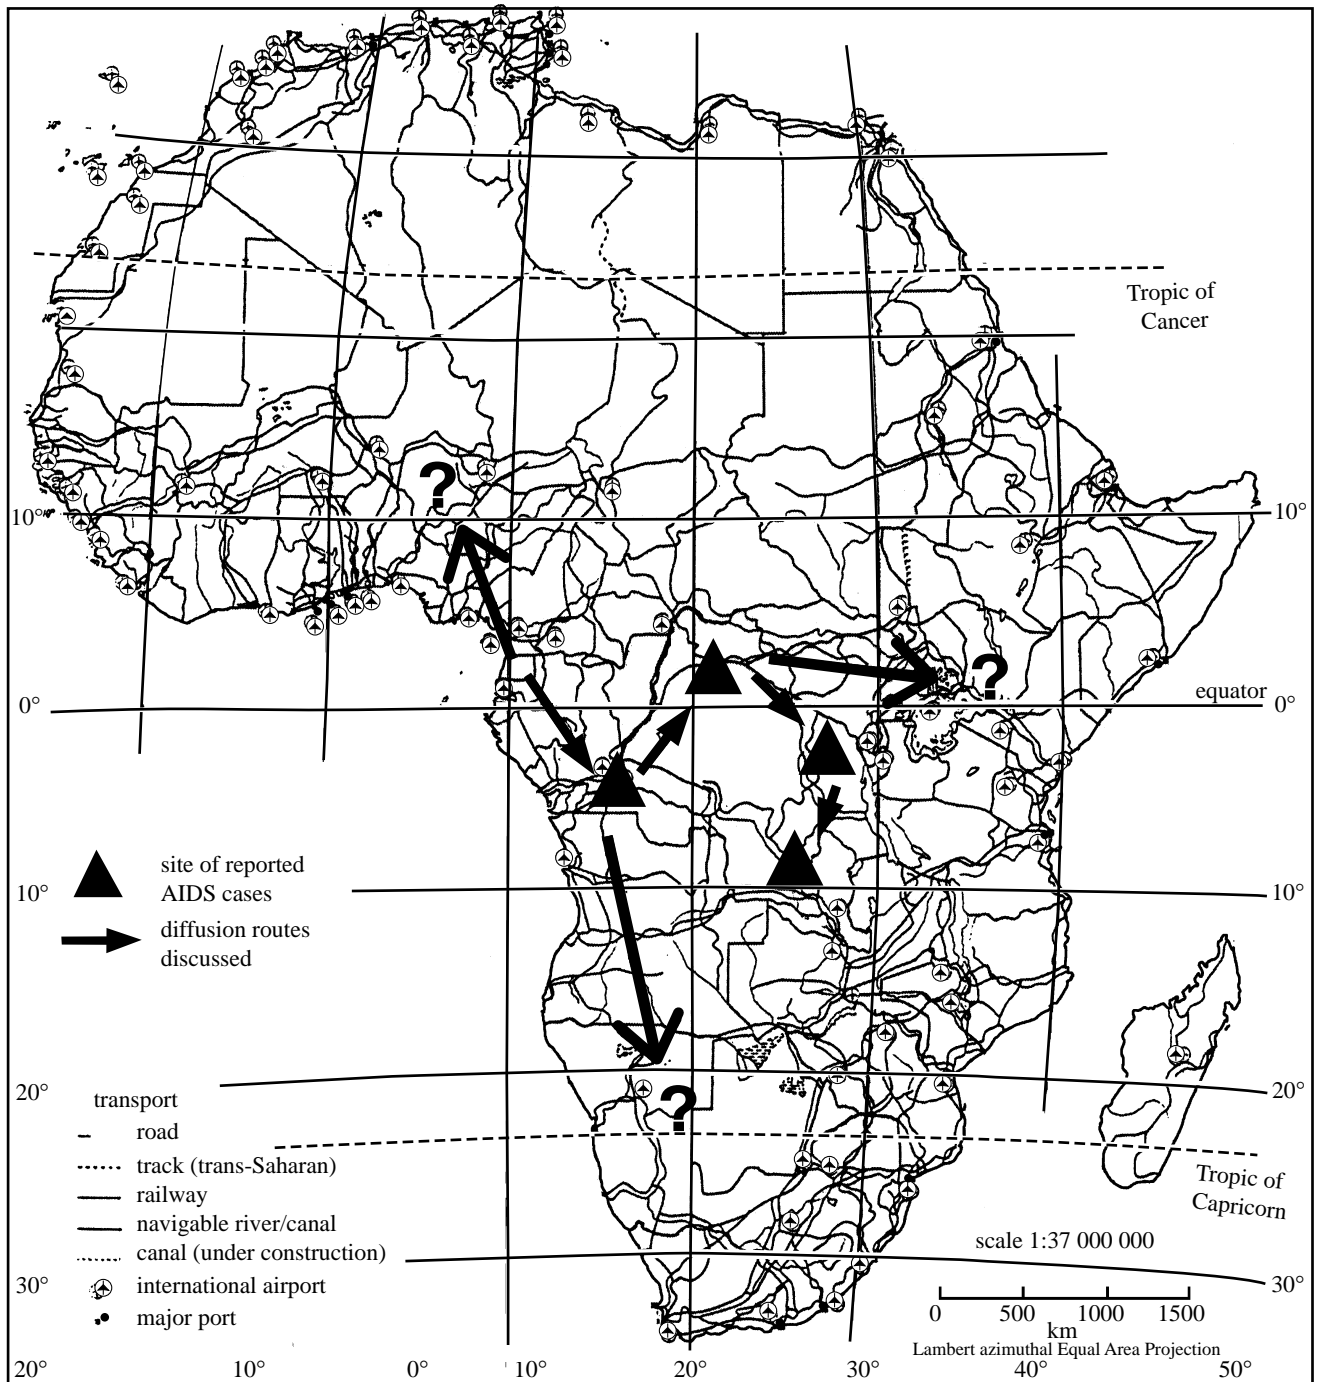 Tropic of
Cancer
?
10°
10°
?
equator
0°
0°
site of reported
AIDS cases
10°
10°
diffusion routes
discussed
20°
20°
?
transport
road
track (trans-Saharan)
Tropic of
Capricorn
railway
navigable river/canal
canal (under construction)
scale 1:37 000 000
international airport
30°
30°
major port
0 500 1000 1500
km
Lambert azimuthal Equal Area Projection
20° 10° 0° 10° 20° 30° 40° 50°